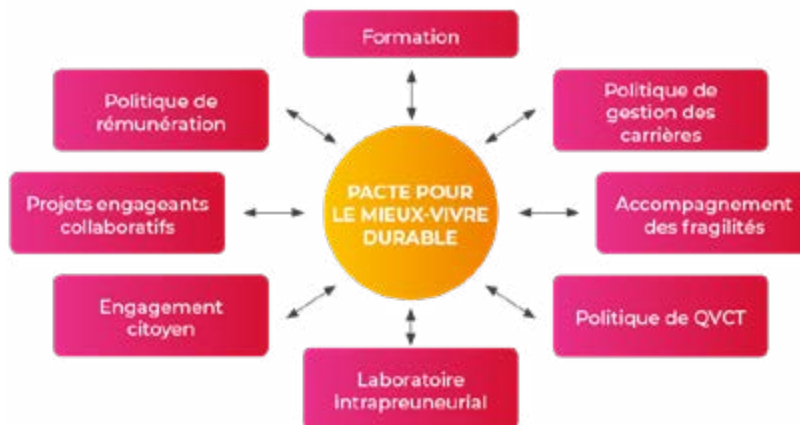 Formation
Politique de
rémunération
Politique de
gestion des
carrières
Projets engageants
collaboratifs
PACTE POUR
LE MIEUX-VIVRE
DURABLE
Accompagnement
des fragilités
Engagement
citoyen
Politique de QVCT
Laboratoire
intrapreuneurial